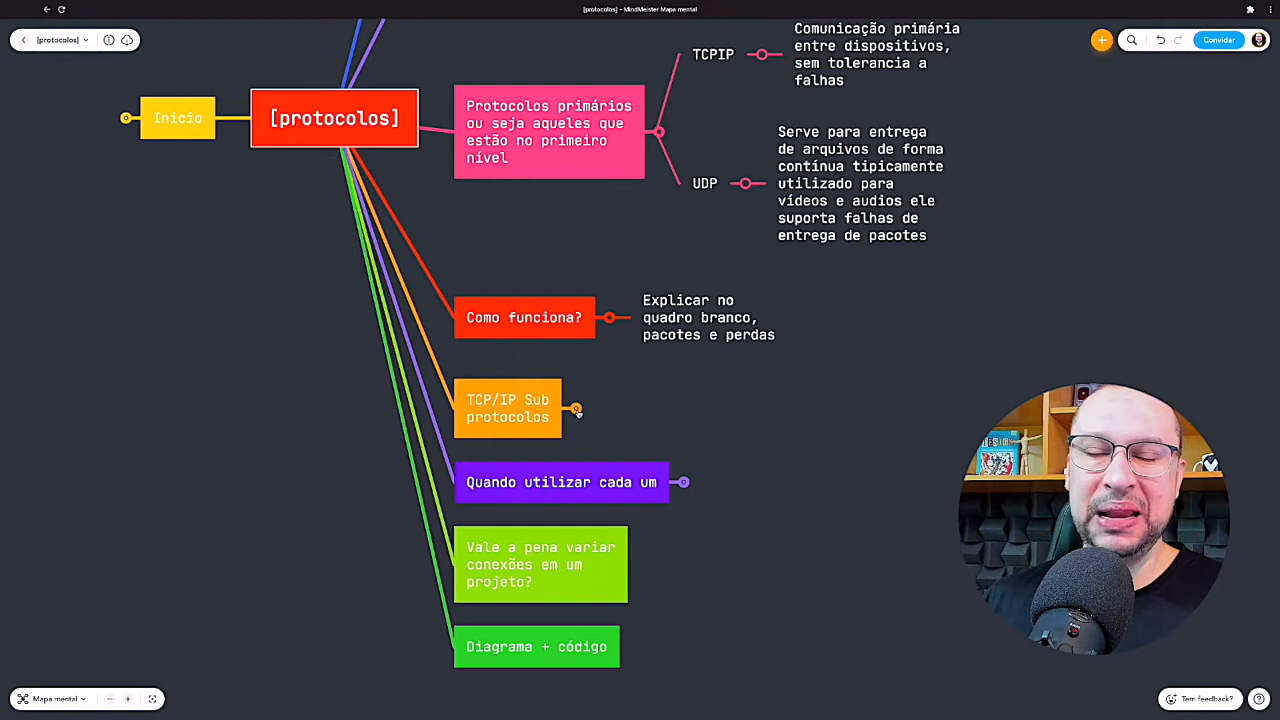 [protocolos] - MindMeister Mapa mental
[protocolos]
Convidar
Inicio
[protocolos]
Protocolos primários
ou seja aqueles que
estão no primeiro
nível
TCPIP
Comunicação primária
entre dispositivos,
sem tolerancia a
falhas
UDP
Serve para entrega
de arquivos de forma
contínua tipicamente
utilizado para
vídeos e audios ele
suporta falhas de
entrega de pacotes
Como funciona?
Explicar no
quadro branco,
pacotes e perdas
TCP/IP Sub
protocolos
Quando utilizar cada um
Vale a pena variar
conexões em um
projeto?
Diagrama + código
Mapa mental
Tem feedback?